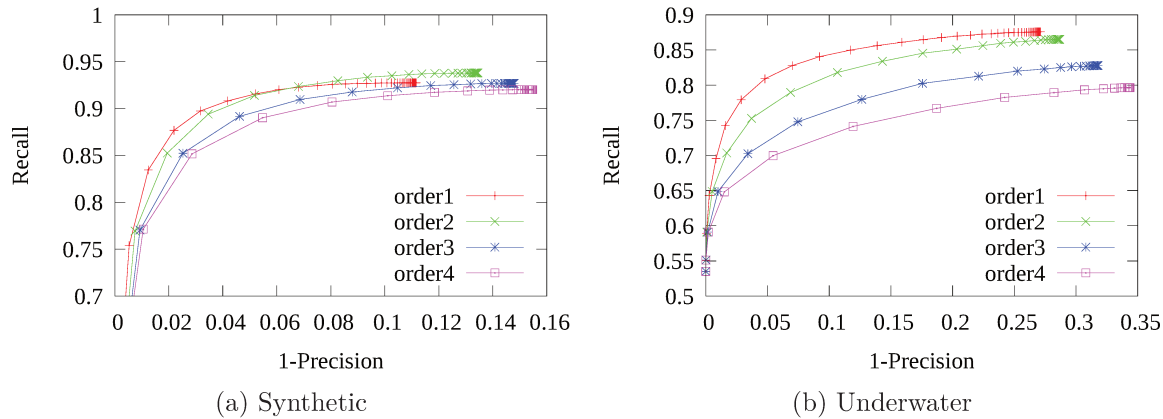 1
0.95
0.9
0.85
0.8
0.75
0.7
Recall
0 0.02 0.04 0.06 0.08 0.1 0.12 0.14 0.16
1-Precision
order1
order2
order3
order4
(a) Synthetic
0.9
0.85
0.8
0.75
0.7
0.65
0.6
0.55
0.5
Recall
0 0.05 0.1 0.15 0.2 0.25 0.3 0.35
1-Precision
order1
order2
order3
order4
(b) Underwater